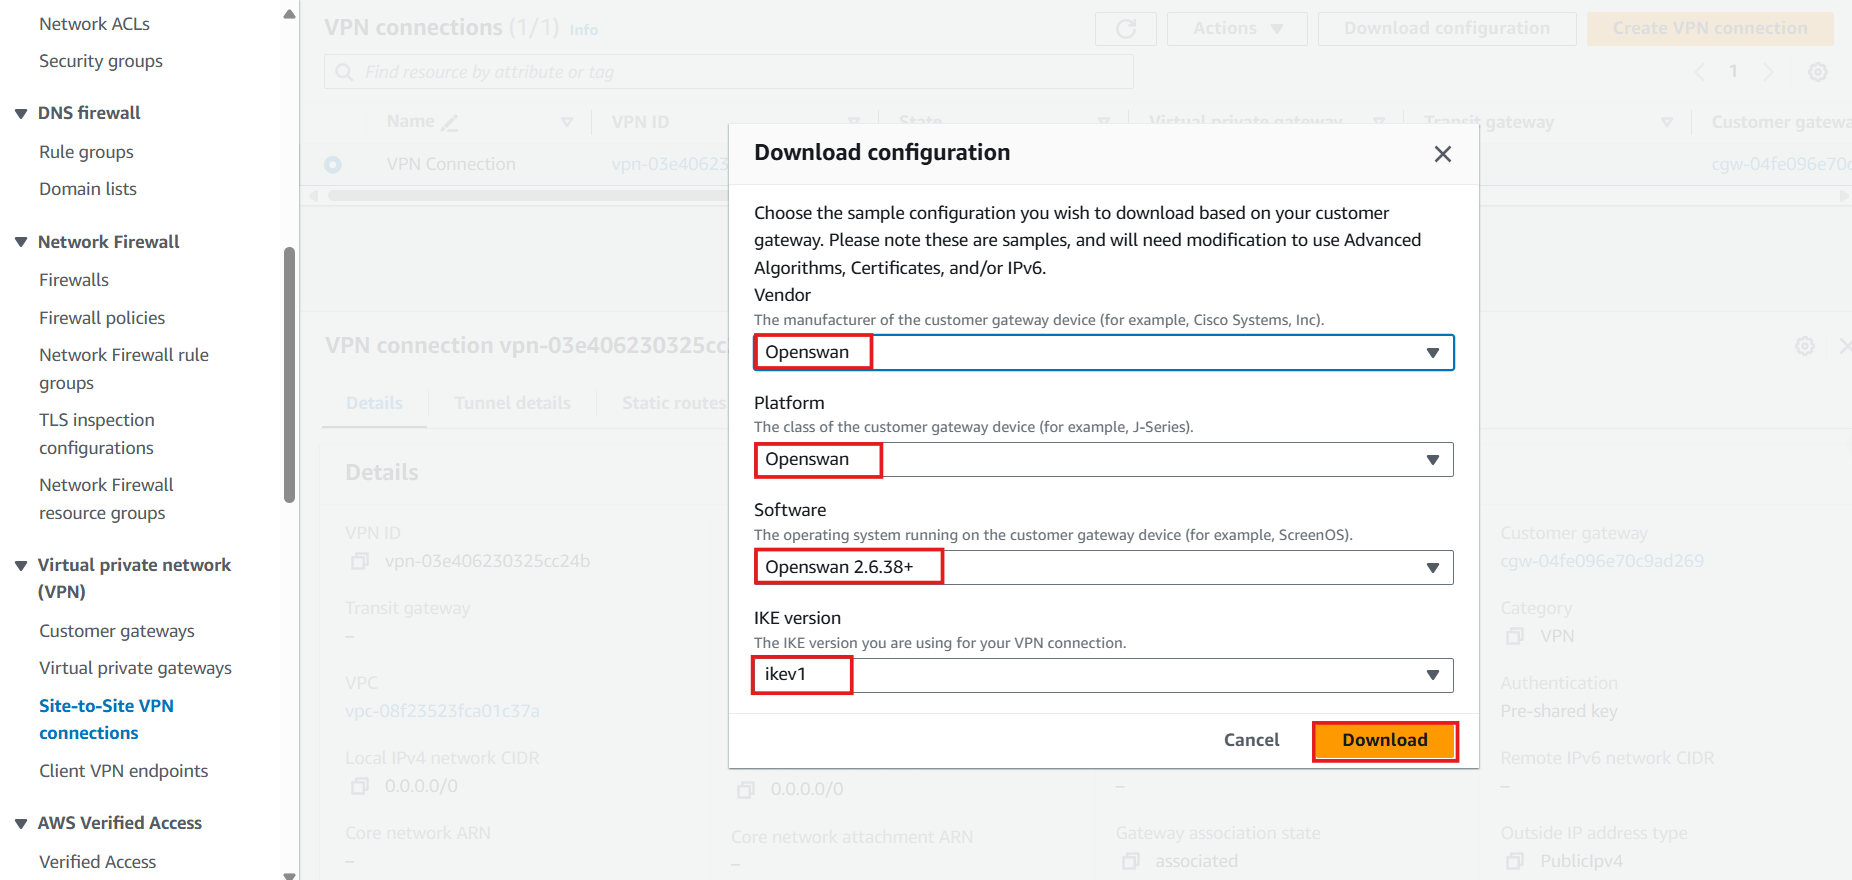 Network ACLs
Security groups
DNS firewall
Rule groups
Domain lists
Network Firewall
Firewalls
Firewall policies
Network Firewall rule
groups
TLS inspection
configurations
Network Firewall
resource groups
Virtual private network
(VPN)
Customer gateways
Virtual private gateways
Site-to-Site VPN
connections
Client VPN endpoints
AWS Verified Access
Verified Access
VPN connections (1/1) Info
Actions
Download configuration
Create VPN connection
Find resource by attribute or tag
1
Name
VPN ID
State
Virtual private gateway
Transit gateway
Customer gatewa
VPN Connection
vpn-03e406230
cgw-04fe096e70c
Download configuration
Choose the sample configuration you wish to download based on your customer
gateway. Please note these are samples, and will need modification to use Advanced
Algorithms, Certificates, and/or IPv6.
Vendor
The manufacturer of the customer gateway device (for example, Cisco Systems, Inc).
Openswan
Platform
The class of the customer gateway device (for example, J-Series).
Openswan
Software
The operating system running on the customer gateway device (for example, ScreenOS).
Openswan 2.6.38+
IKE version
The IKE version you are using for your VPN connection.
ikev1
Cancel
Download
VPN connection vpn-03e406230325cc
Details
Tunnel details
Static routes
Details
VPN ID
vpn-03e406230325cc24b
Customer gateway
cgw-04fe096e70c9ad269
Transit gateway
–
Category
VPN
VPC
vpc-08f23523fca01c37a
Authentication
Pre-shared key
Local IPv4 network CIDR
0.0.0.0/0
0.0.0.0/0
–
Remote IPv6 network CIDR
–
Core network ARN
–
Core network attachment ARN
–
Gateway association state
associated
Outside IP address type
PublicIpv4